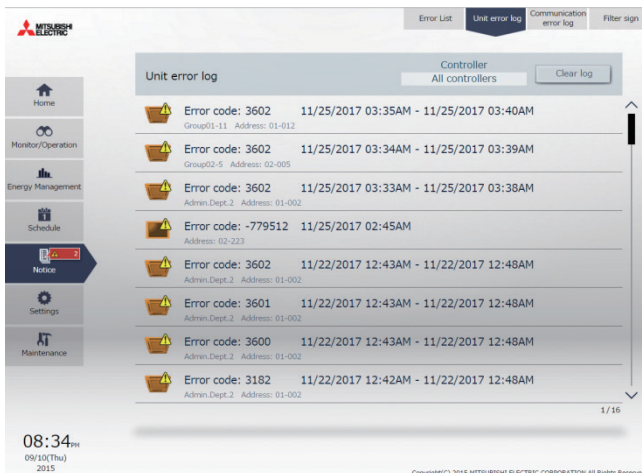 MITSUBISHI
ELECTRIC
Error List
Unit error log
Communication
error log
Filter sign
Unit error log
Controller
All controllers
Clear log
Home
Monitor/Operation
Energy Management
Schedule
2
Notice
Settings
Maintenance
Error code: 3602 11/25/2017 03:35AM - 11/25/2017 03:40AM
Group01-11 Address: 01-012
Error code: 3602 11/25/2017 03:34AM - 11/25/2017 03:39AM
Group02-5 Address: 02-005
Error code: 3602 11/25/2017 03:33AM - 11/25/2017 03:38AM
Admin.Dept.2 Address: 01-002
Error code: -779512 11/25/2017 02:45AM
Address: 02-223
Error code: 3602 11/22/2017 12:43AM - 11/22/2017 12:48AM
Admin.Dept.2 Address: 01-002
Error code: 3601 11/22/2017 12:43AM - 11/22/2017 12:48AM
Admin.Dept.2 Address: 01-002
Error code: 3600 11/22/2017 12:43AM - 11/22/2017 12:48AM
Admin.Dept.2 Address: 01-002
Error code: 3182 11/22/2017 12:42AM - 11/22/2017 12:48AM
Admin.Dept.2 Address: 01-002
1/16
08:34PM
09/10(Thu)
2015
Copyright(C) 2015 MITSUBISHI ELECTRIC CORPORATION All Rights Reserve